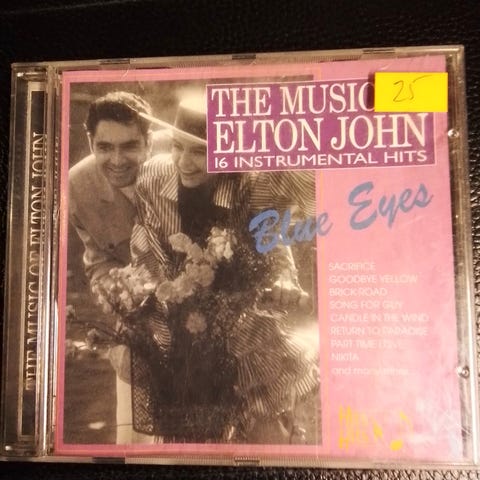 THE MUSIC OF ELTON JOHN
THE MUSIC
25
ELTON JOHN
16 INSTRUMENTAL HITS
Blue Eyes
SACRIFICE
GOODBYE YELLOW
BRICK ROAD
SONG FOR GUY
CANDLE IN THE WIND
RETURN TO PARADISE
PART TIME LOVE
NIKITA
and many